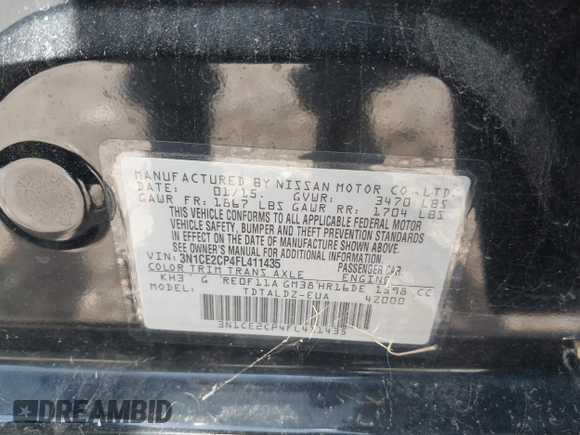 MANUFACTURED BY NISSAN MOTOR CO., LTD.
DATE: 01/15. GVWR: 3470 LBS
GAWR FR: 1867 LBS GAWR RR: 1704 LBS
THIS VEHICLE CONFORMS TO ALL APPLICABLE FEDERAL MOTOR
VEHICLE SAFETY, BUMPER AND THEFT PREVENTION STANDARDS
IN EFFECT ON THE DATE OF MANUFACTURE SHOWN ABOVE.
SEE OWNER'S MANUAL FOR ADDITIONAL INFORMATION.
VIN: 3N1CE2CP4FL411435 PASSENGER CAR.
COLOR TRIM TRANS AXLE ENGINE
KH3 G RE0F11A GM38 HR16DE 1598 CC
MODEL: TDTALDZ-EUA 4Z000
3N1CE2CP4FL411435
DREAMBID